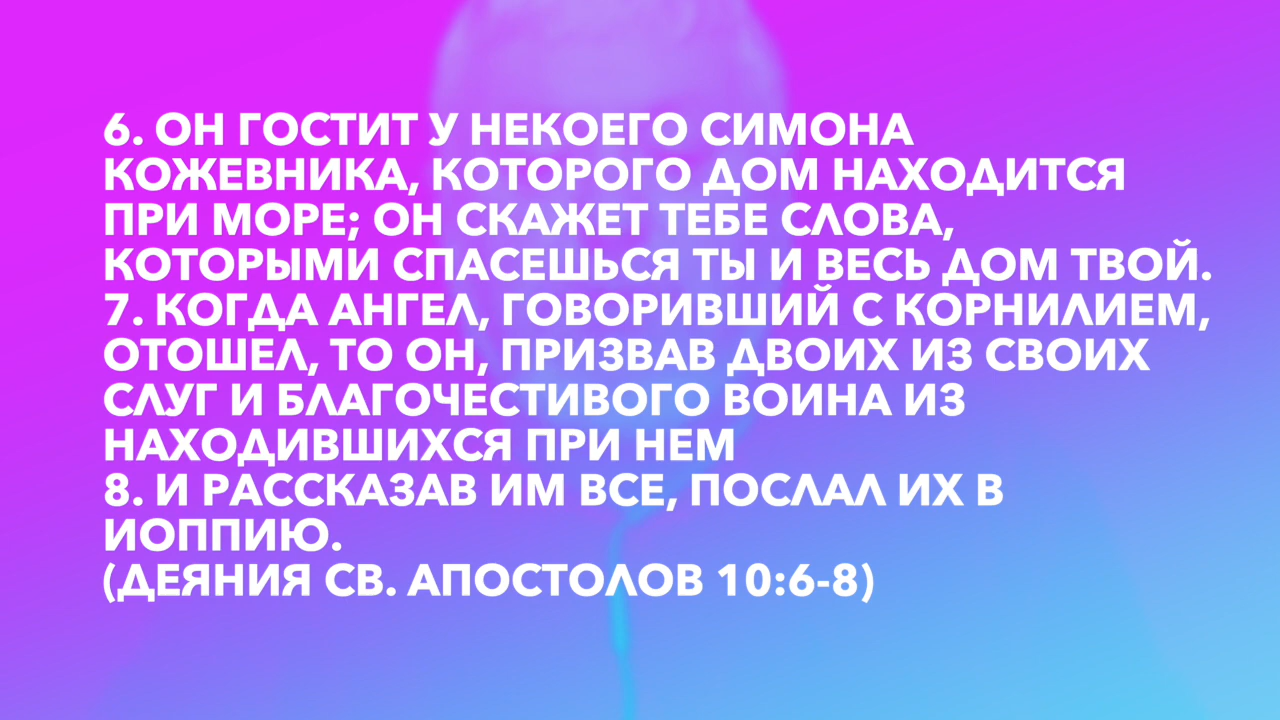 6. ОН ГОСТИТ У НЕКОЕГО СИМОНА
КОЖЕВНИКА, КОТОРОГО ДОМ НАХОДИТСЯ
ПРИ МОРЕ; ОН СКАЖЕТ ТЕБЕ СЛОВА,
КОТОРЫМИ СПАСЕШЬСЯ ТЫ И ВЕСЬ ДОМ ТВОЙ.
7. КОГДА АНГЕЛ, ГОВОРИВШИЙ С КОРНИЛИЕМ,
ОТОШЕЛ, ТО ОН, ПРИЗВАВ ДВОИХ ИЗ СВОИХ
СЛУГ И БЛАГОЧЕСТИВОГО ВОИНА ИЗ
НАХОДИВШИХСЯ ПРИ НЕМ
8. И РАССКАЗАВ ИМ ВСЕ, ПОСЛАЛ ИХ В
ИОППИЮ.
(ДЕЯНИЯ СВ. АПОСТОЛОВ 10:6-8)